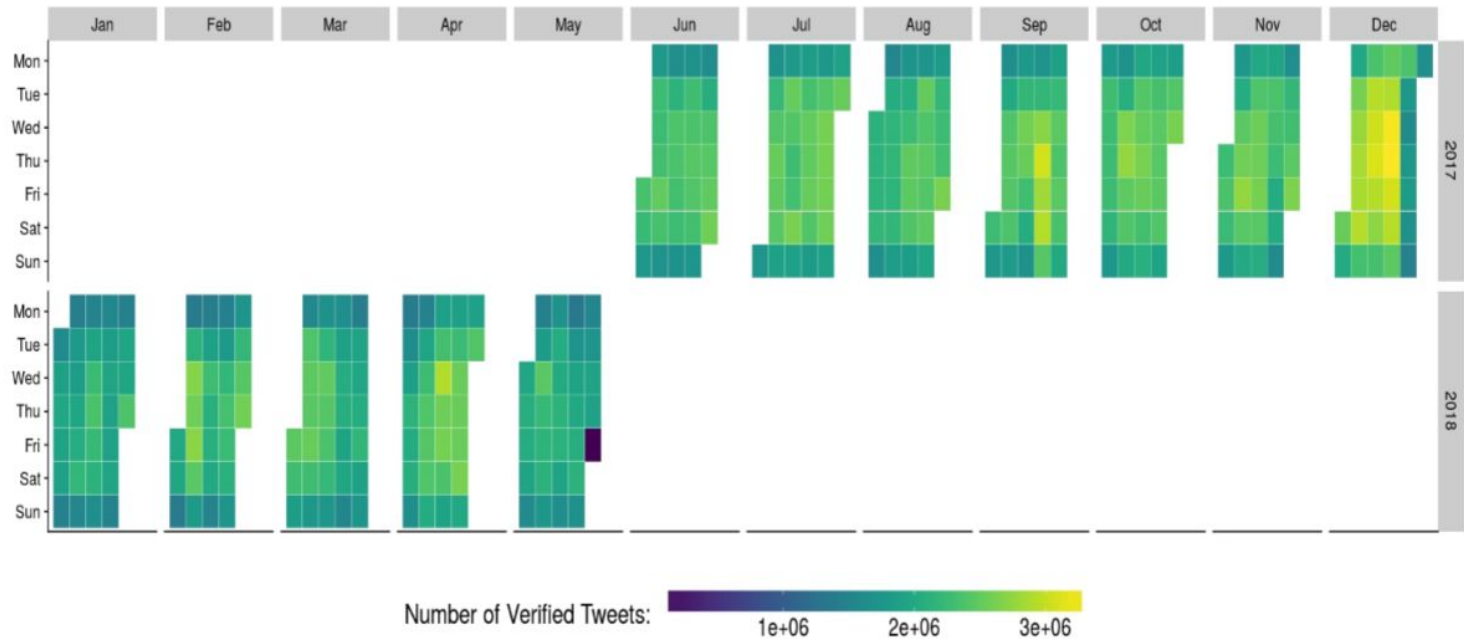 Jan Feb Mar Apr May Jun Jul Aug Sep Oct Nov Dec
Mon
Tue
Wed
Thu
Fri
Sat
Sun
2017
Mon
Tue
Wed
Thu
Fri
Sat
Sun
2018
Number of Verified Tweets:
1e+06 2e+06 3e+06